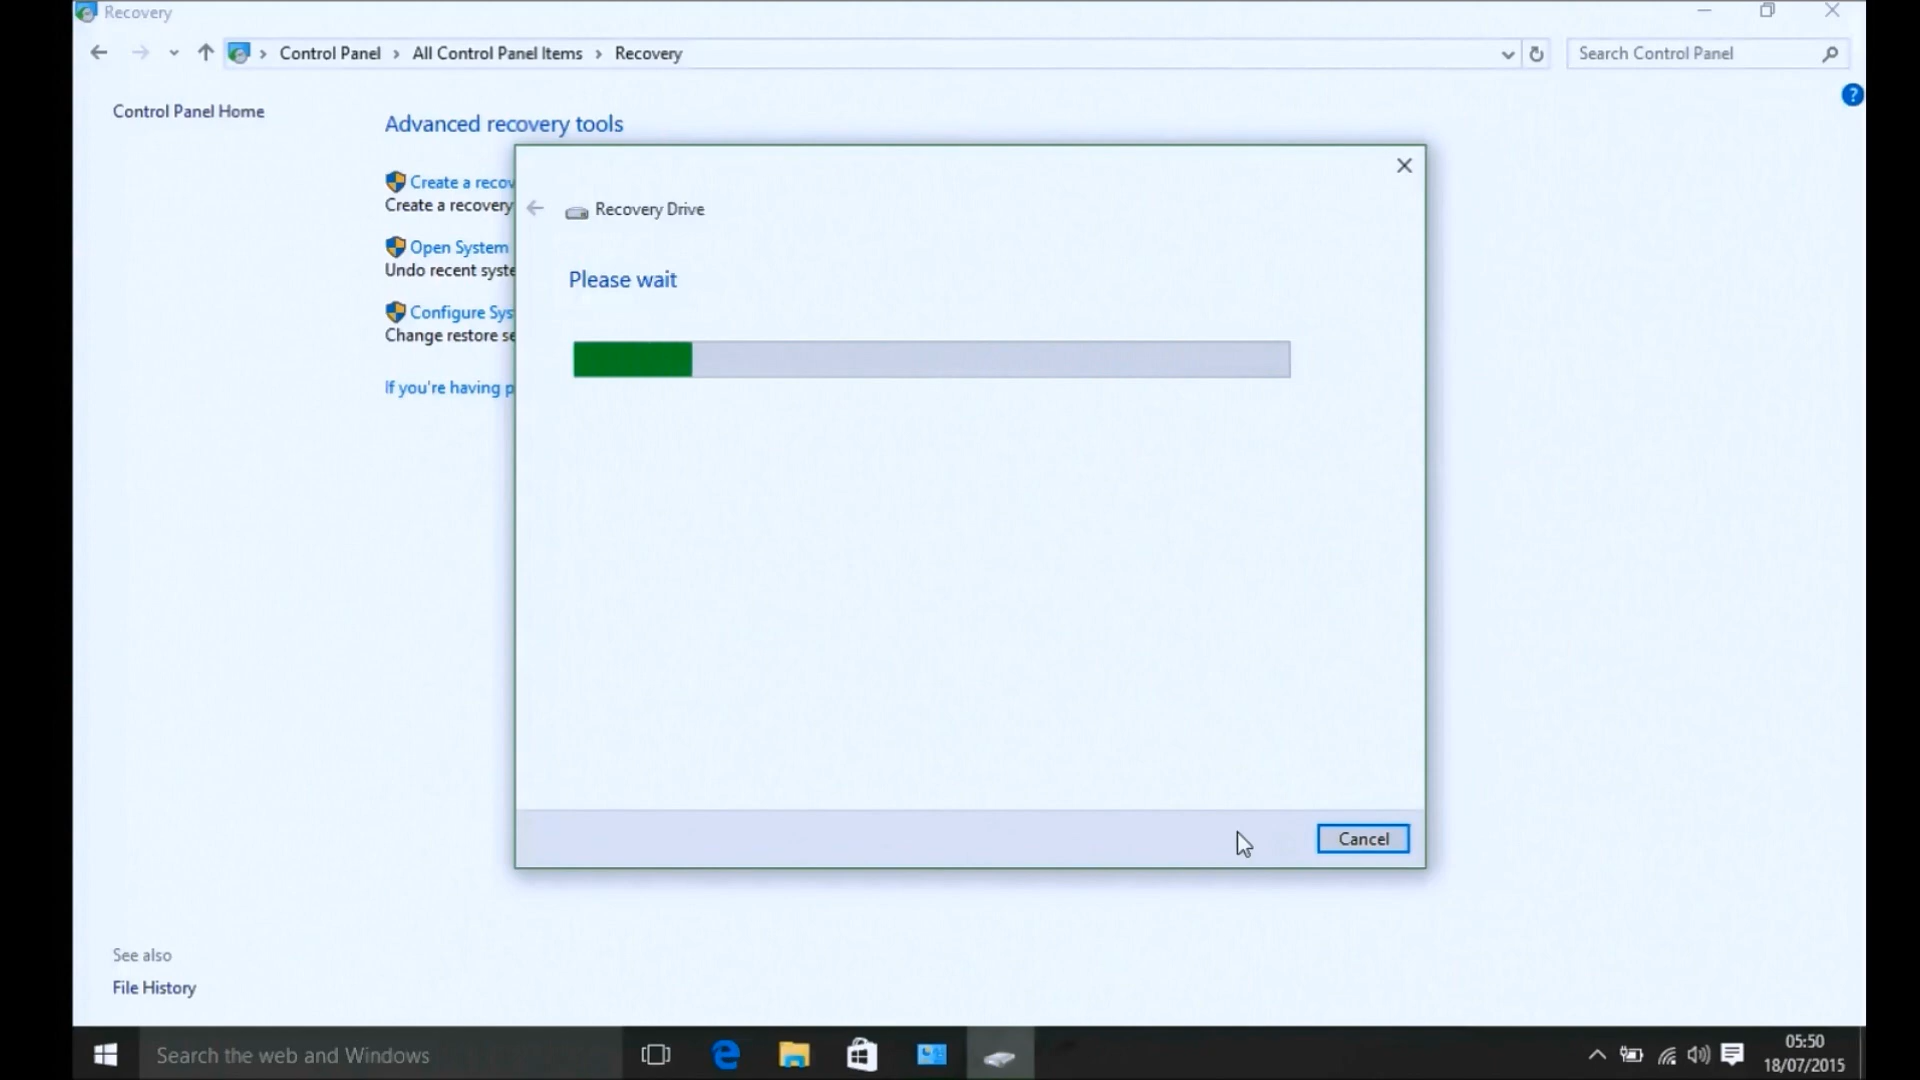 Recovery
Control Panel > All Control Panel Items > Recovery
Search Control Panel
?
Control Panel Home
Advanced recovery tools
Create a recov
Create a recovery
Open System
Undo recent syste
Configure Sys
Change restore se
If you're having p
Recovery Drive
Please wait
Cancel
See also
File History
Search the web and Windows
05:50
18/07/2015